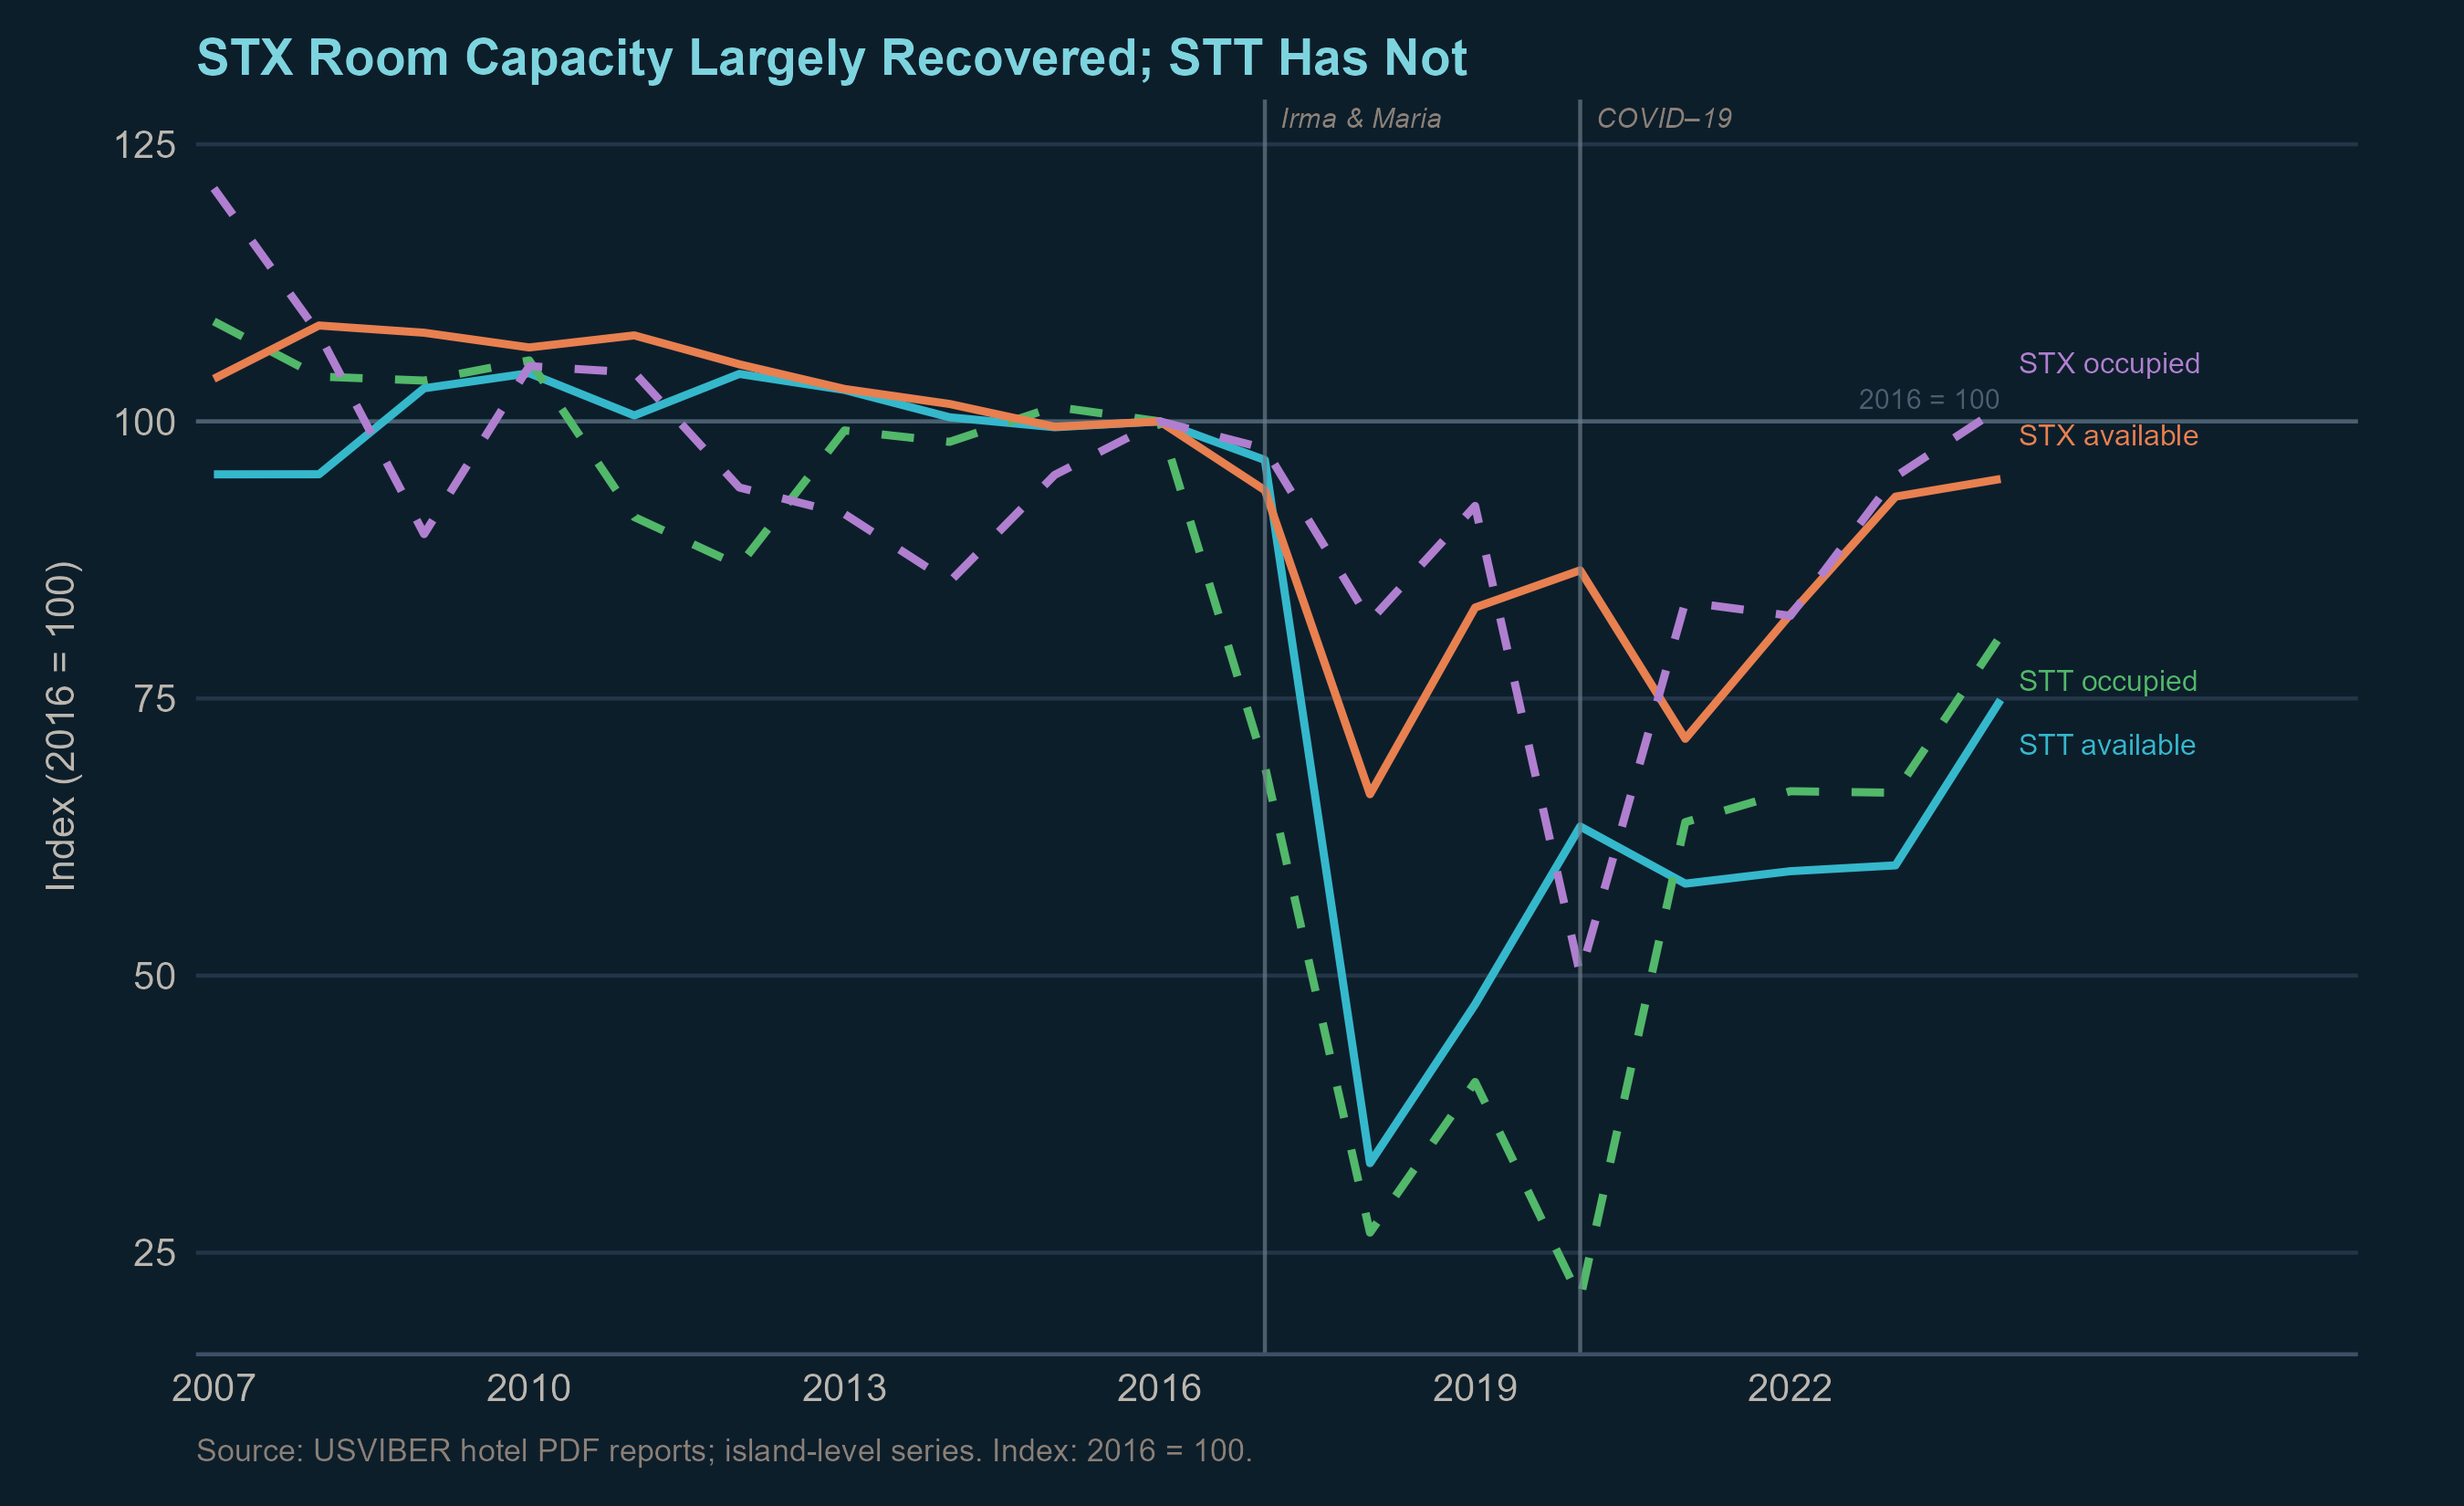 STX Room Capacity Largely Recovered; STT Has Not
Irma & Maria
COVID–19
125
100
75
50
25
Index (2016 = 100)
STX occupied
2016 = 100
STX available
STT occupied
STT available
2007
2010
2013
2016
2019
2022
Source: USVIBER hotel PDF reports; island-level series. Index: 2016 = 100.